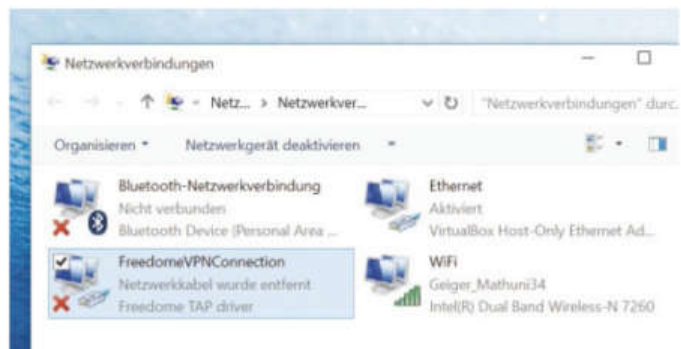 Netzwerkverbindungen
Netz... > Netzwerkver...
"Netzwerkverbindungen" durc.
Organisieren
Netzwerkgerät deaktivieren
Bluetooth-Netzwerkverbindung
Nicht verbunden
Bluetooth Device (Personal Area ...
Ethernet
Aktiviert
VirtualBox Host-Only Ethernet Ad...
FreedomeVPNConnection
Netzwerkkabel wurde entfernt
Freedome TAP driver
WiFi
Geiger_Mathuni34
Intel(R) Dual Band Wireless-N 7260